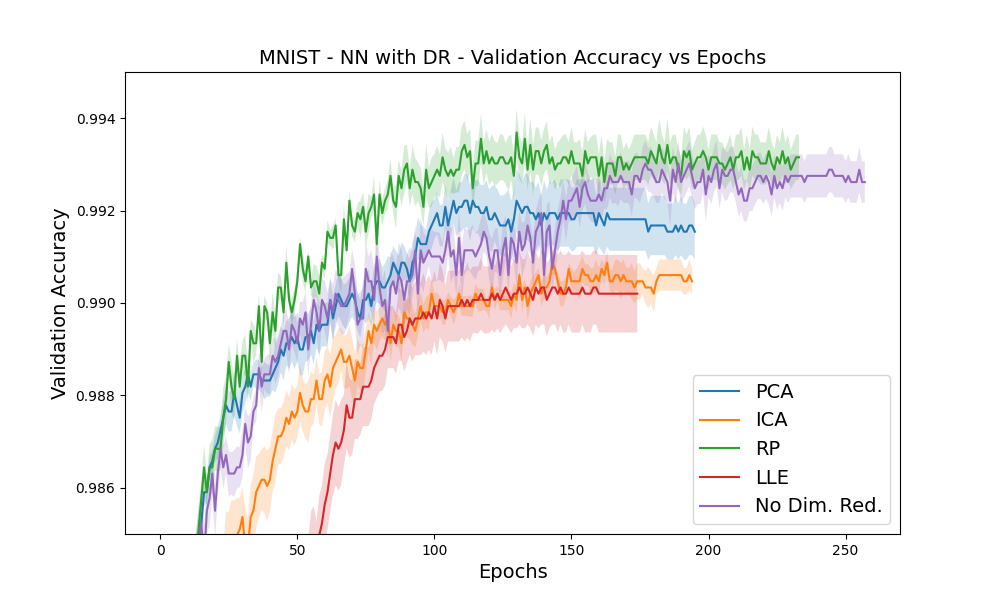 MNIST - NN with DR - Validation Accuracy vs Epochs
Validation Accuracy
0.994
0.992
0.990
0.988
0.986
0
50
100
150
200
250
Epochs
PCA
ICA
RP
LLE
No Dim. Red.